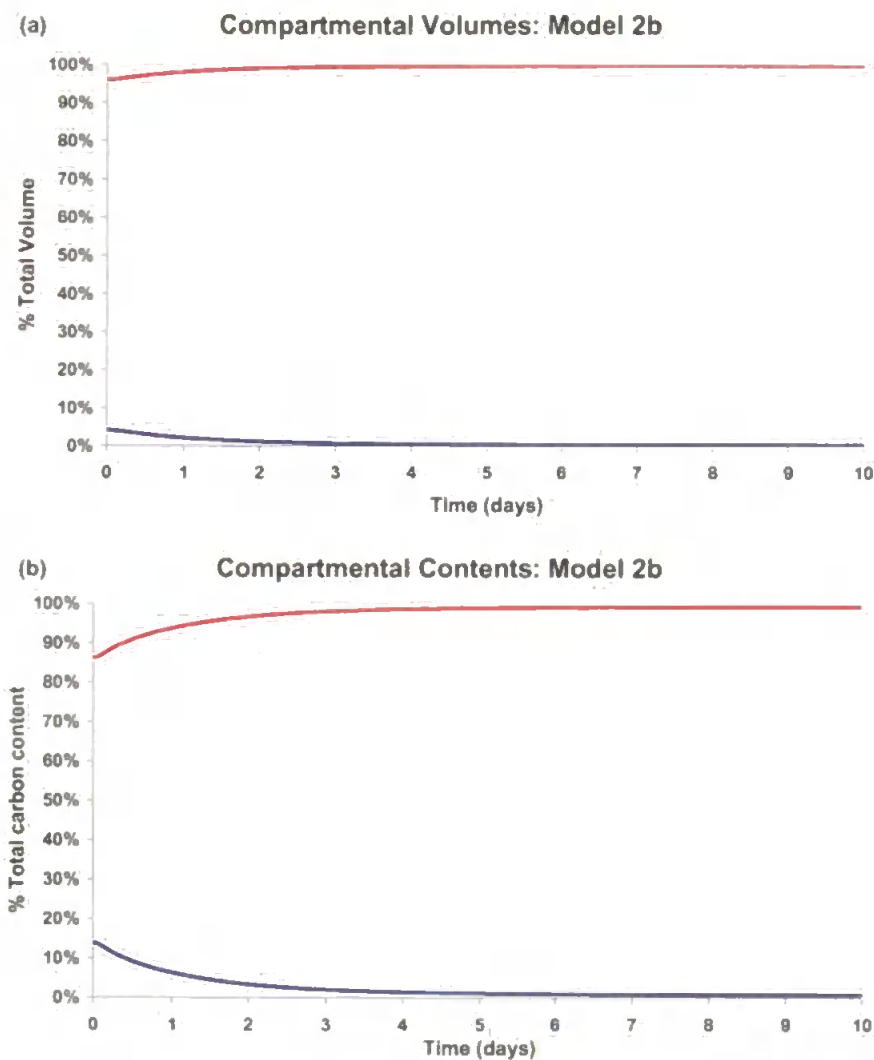 (a) Compartmental Volumes: Model 2b
100%
90%
80%
70%
60%
50%
40%
30%
20%
10%
0%
% Total Volume
0 1 2 3 4 5 6 7 8 9 10
Time (days)
(b) Compartmental Contents: Model 2b
100%
90%
80%
70%
60%
50%
40%
30%
20%
10%
0%
% Total carbon content
0 1 2 3 4 5 6 7 8 9 10
Time (days)